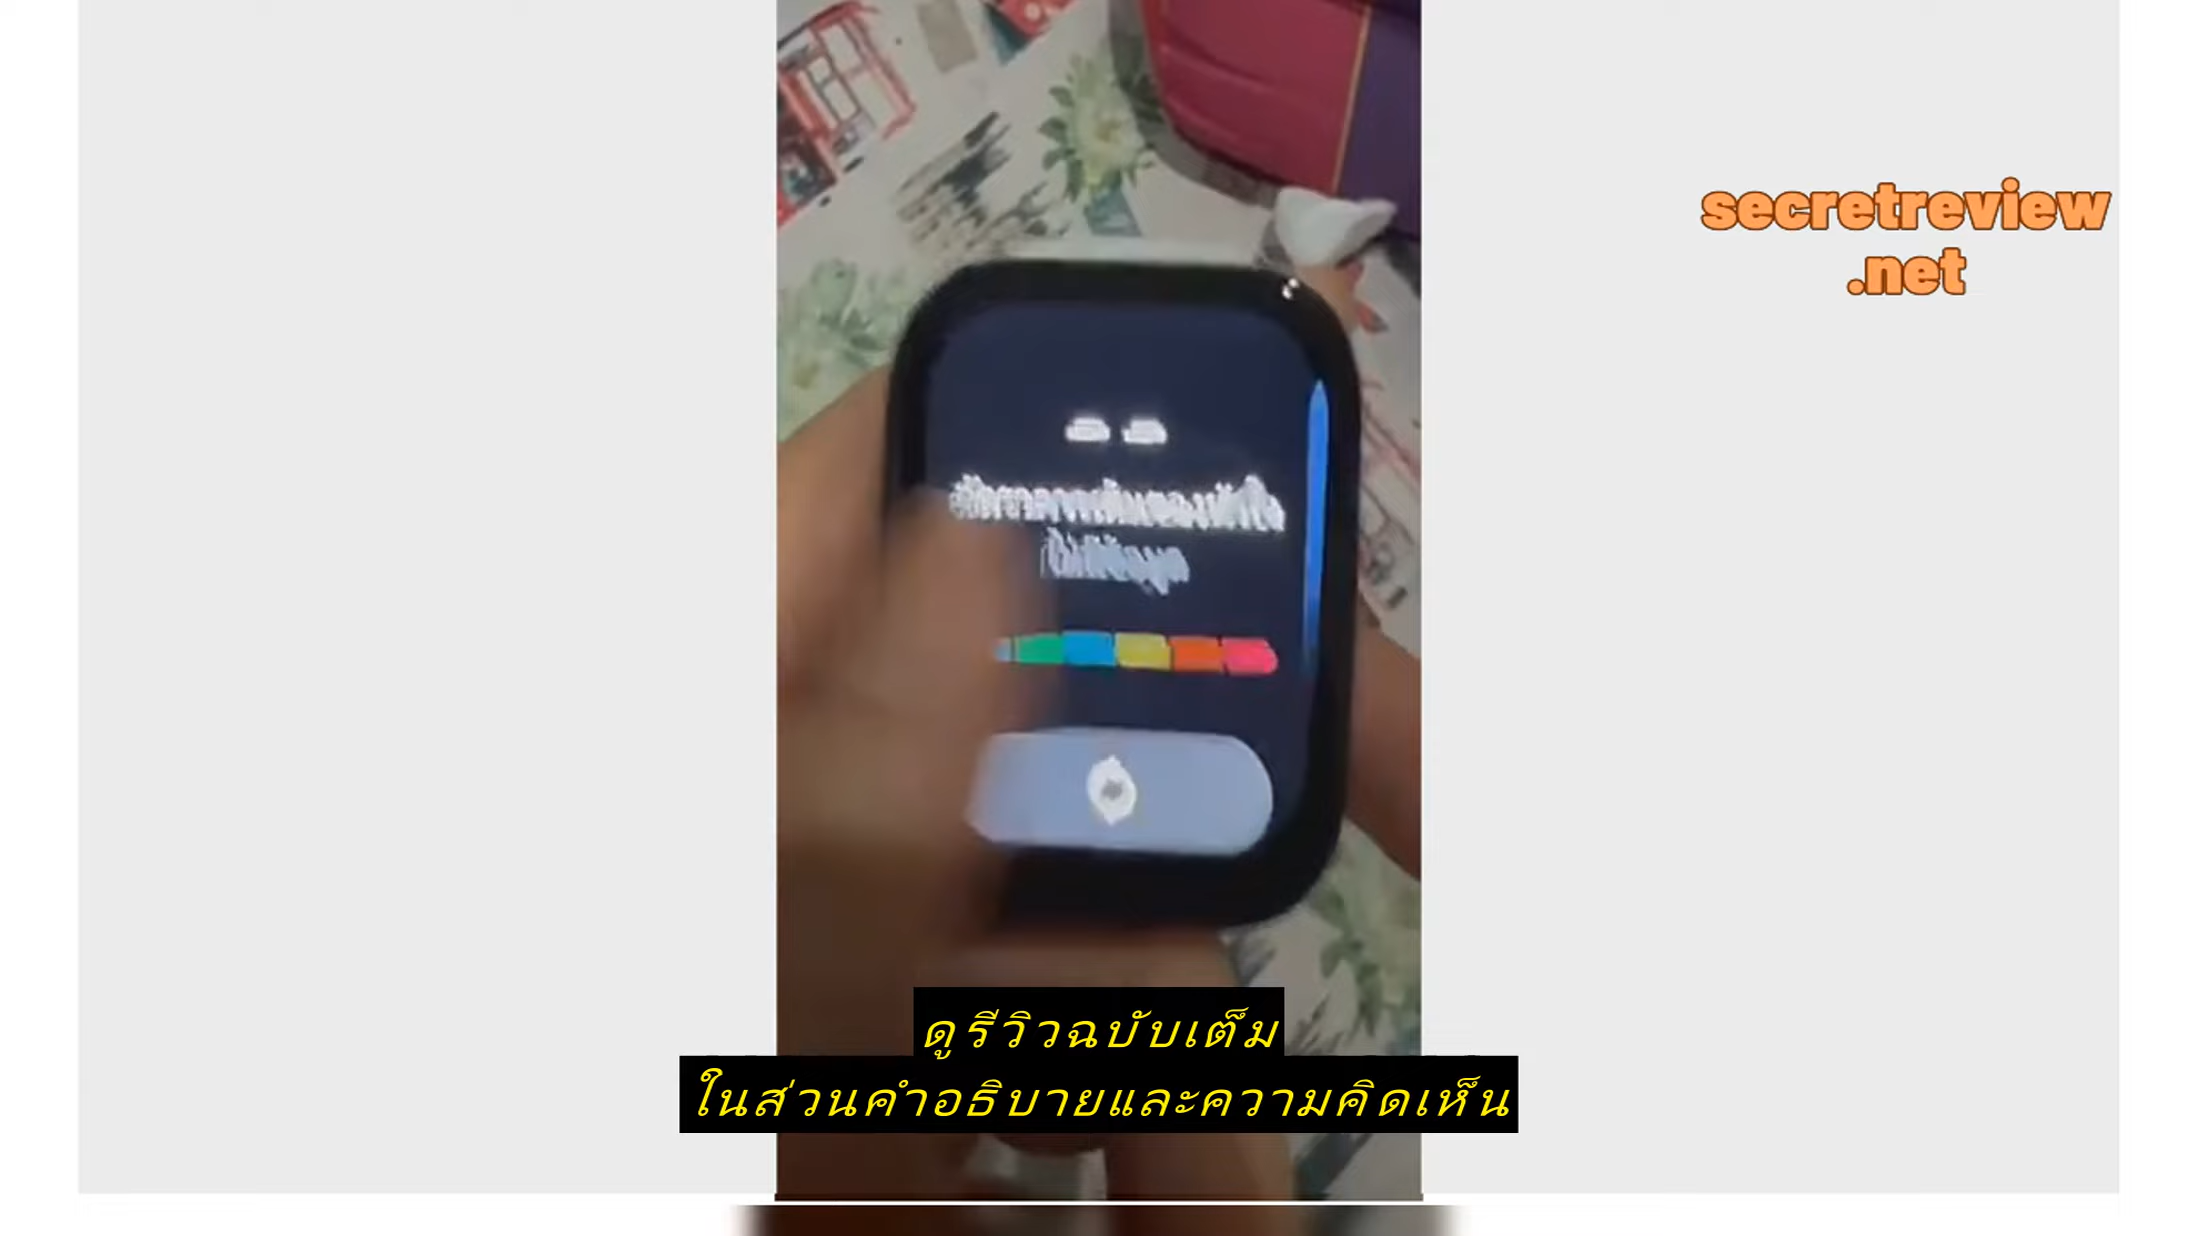 secretreview
.net
ดูรีวิวฉบับเต็ม
ในส่วนคำอธิบายและความคิดเห็น